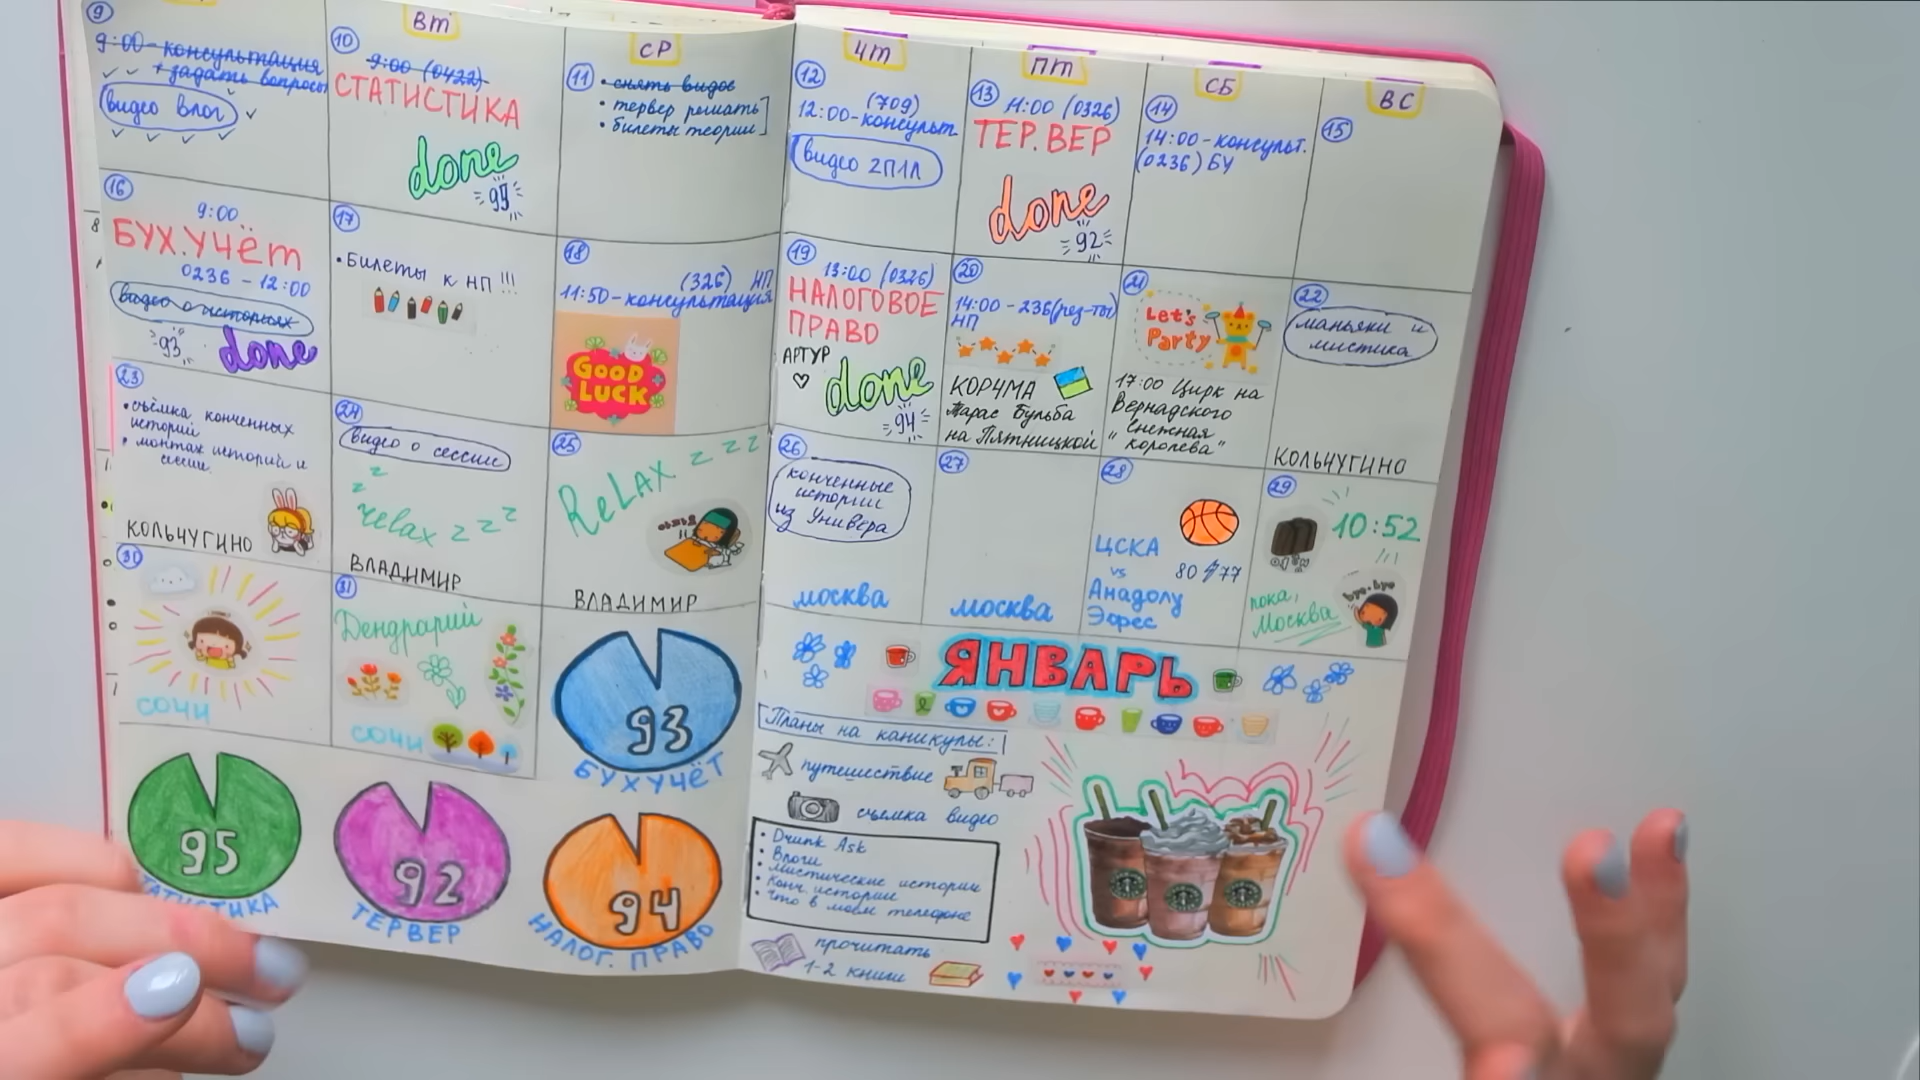 ВТ
СР
ЧТ
ПТ
СБ
ВС
9
9:00-консультация
+задать вопросы
видео влог
10
9:00 (0422)
СТАТИСТИКА
done
11
• снять видос
• тервер решать
• билеты теории
12
(709)
12:00-консульт.
видео 2П1Л
13
11:00 (0326)
ТЕР.ВЕР
done
92
14
14:00-консульт.
(0236) БУ
15
16
9:00
БУХ.УЧЁТ
0236 - 12:00
видео о историях
93
done
17
•Билеты к НП !!!
18
(326) НП
11:50-консультация
GOOD
LUCK
19
13:00 (0326)
НАЛОГОВОЕ
ПРАВО
АРТУР
done
94
20
14:00-236(рез-ты)
НП
КОРЧМА
Тарас Бульба
на Пятницкой
21
Let's
Party
17:00 Цирк на
Вернадского
"Снежная
королева"
22
маньяки и
мистика
КОЛЬЧУГИНО
23
•съёмка конченных
историй
• монтаж историй и
сессии.
КОЛЬЧУГИНО
24
видео о сессии
z
z
relax z z z
ВЛАДИМИР
25
ReLAX z z z
ВЛАДИМИР
26
конченные
истории
из Универа
москва
27
москва
28
ЦСКА
vs
Анадолу
Эфес
80 77
29
10:52
пока,
Москва
bye-bye
30
СОЧИ
31
Дендрарий
СОЧИ
93
БУХУЧЁТ
95
СТАТИСТИКА
92
ТЕРВЕР
94
НАЛОГ. ПРАВО
ЯНВАРЬ
Планы на каникулы:
путешествие
съемка видео
• Drunk Ask
• Влоги
• Мистические истории
• Конч. истории
• Что в моем телефоне
прочитать
1-2 книги